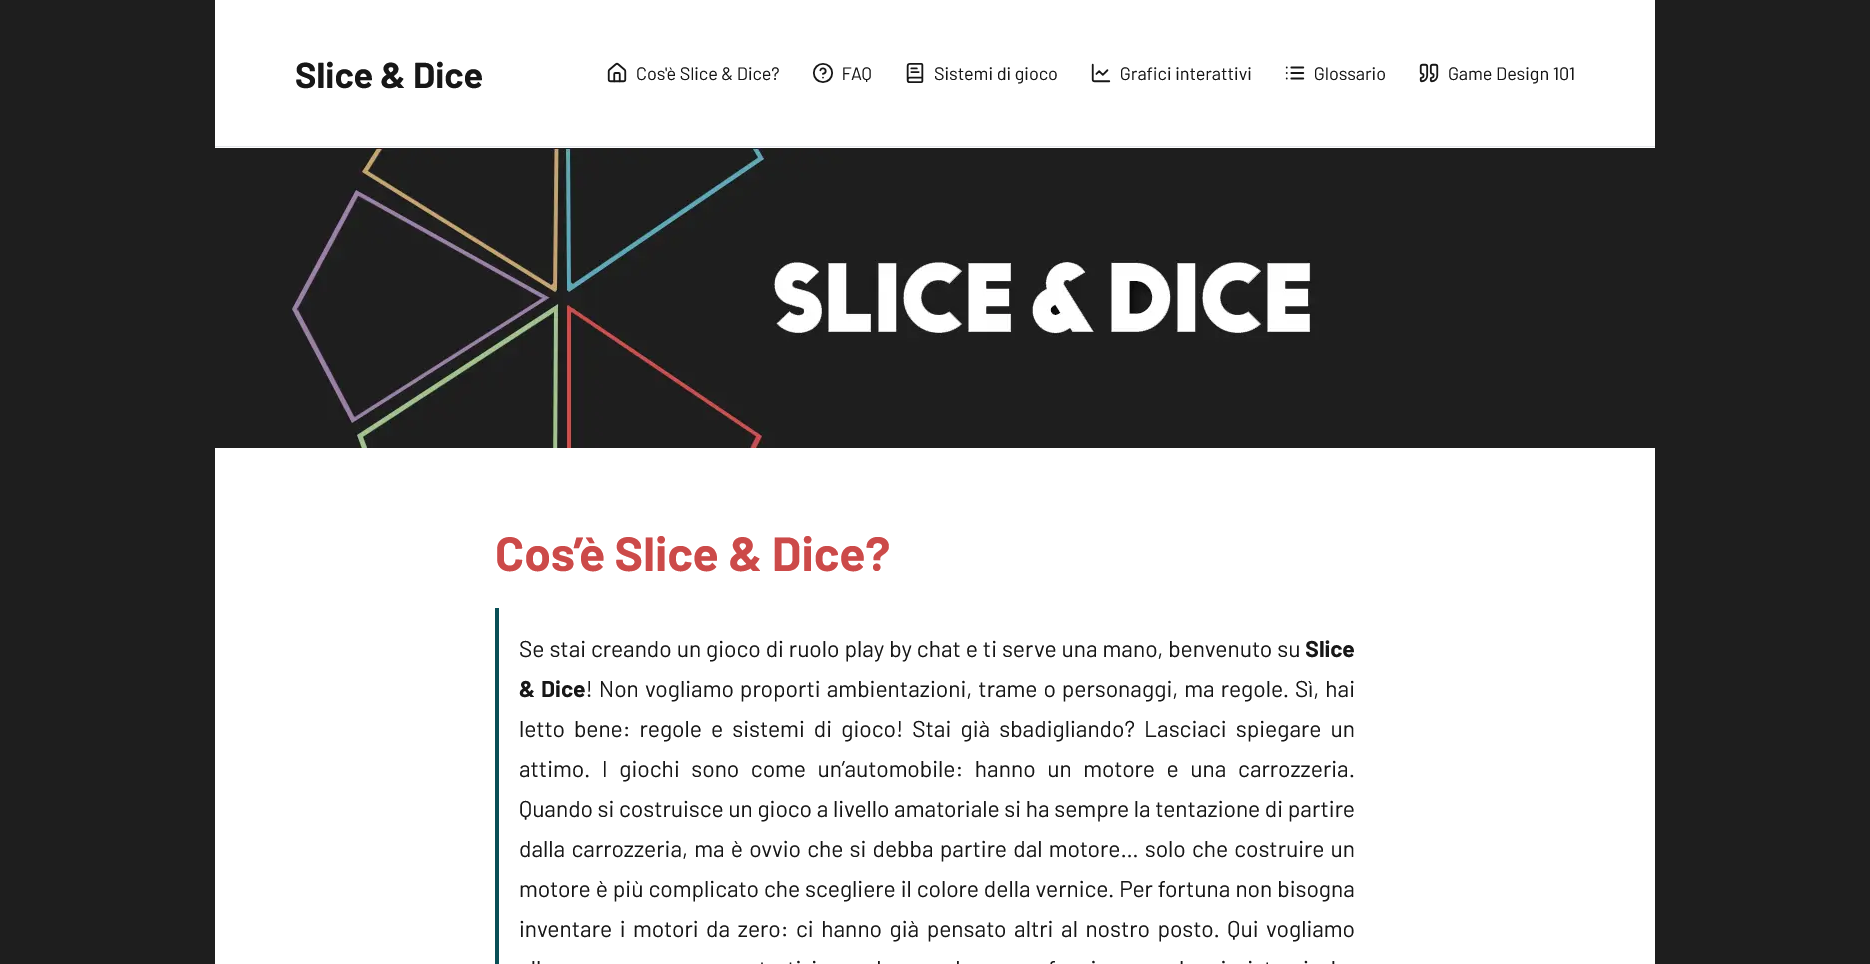 Slice & Dice
Cos'è Slice & Dice?
FAQ
Sistemi di gioco
Grafici interattivi
Glossario
Game Design 101
SLICE & DICE
Cos’è Slice & Dice?
Se stai creando un gioco di ruolo play by chat e ti serve una mano, benvenuto su Slice
& Dice! Non vogliamo proporti ambientazioni, trame o personaggi, ma regole. Sì, hai
letto bene: regole e sistemi di gioco! Stai già sbadigliando? Lasciaci spiegare un
attimo. I giochi sono come un’automobile: hanno un motore e una carrozzeria.
Quando si costruisce un gioco a livello amatoriale si ha sempre la tentazione di partire
dalla carrozzeria, ma è ovvio che si debba partire dal motore… solo che costruire un
motore è più complicato che scegliere il colore della vernice. Per fortuna non bisogna
inventare i motori da zero: ci hanno già pensato altri al nostro posto. Qui vogliamo